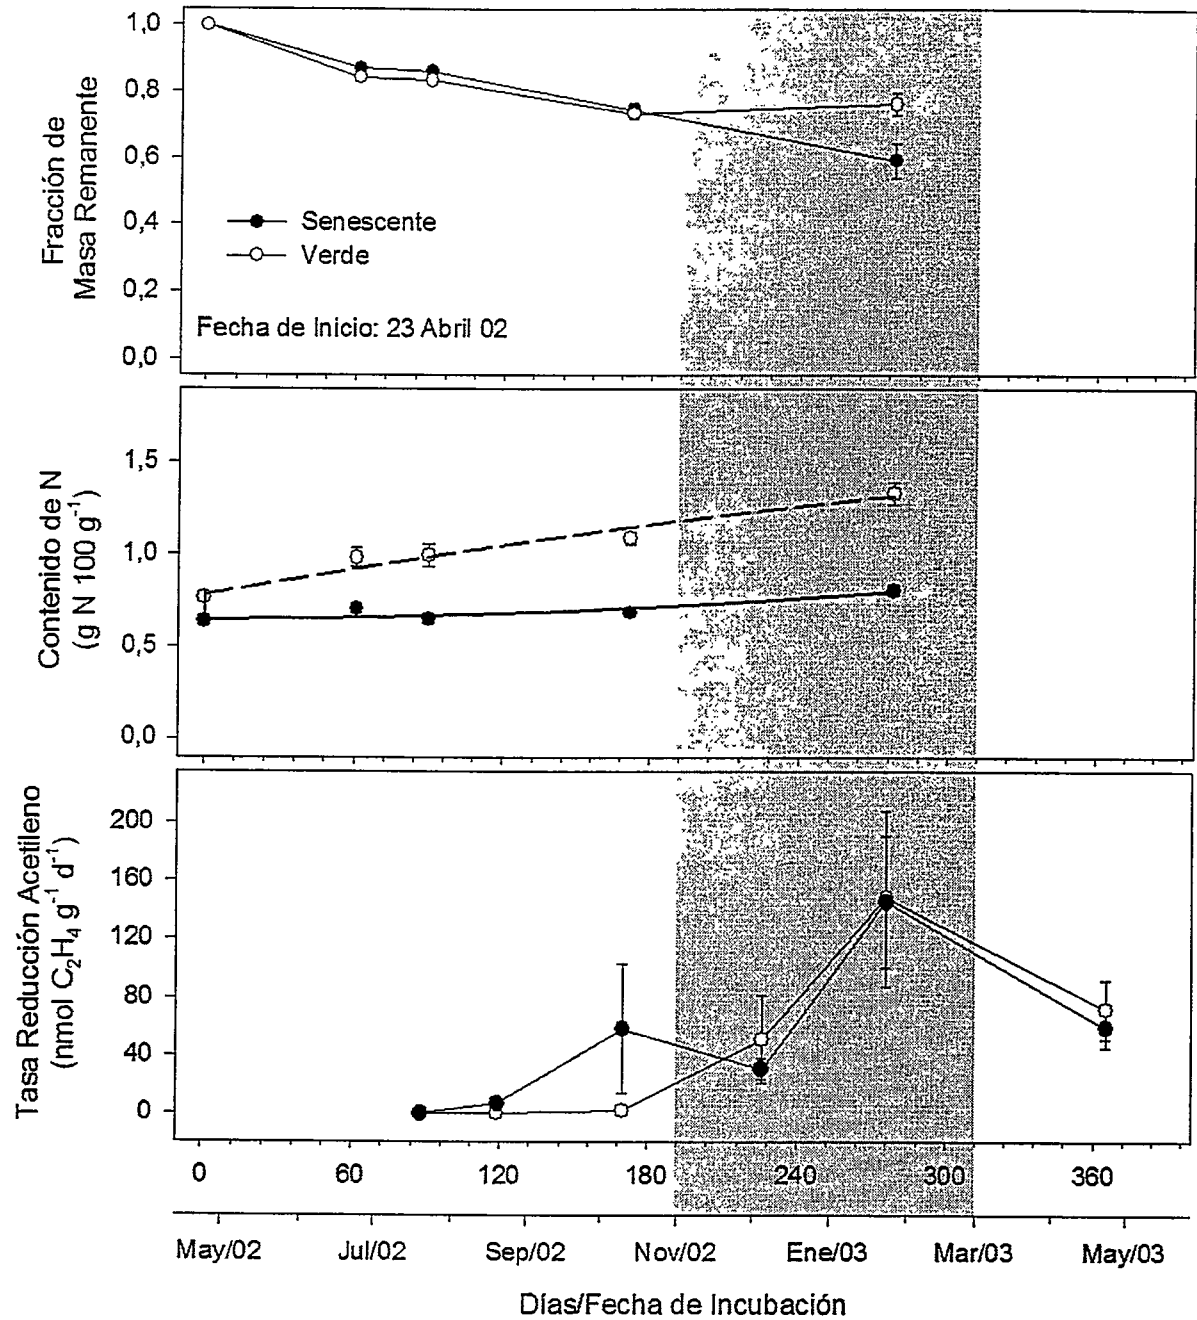 1,0
0,8
0,6
0,4
0,2
0,0
Fracción de
Masa Remanente
Senescente
Verde
Fecha de Inicio: 23 Abril 02
1,5
1,0
0,5
0,0
Contenido de N
(g N 100 g⁻¹)
200
160
120
80
40
0
Tasa Reducción Acetileno
(nmol C₂H₄ g⁻¹ d⁻¹)
0 60 120 180 240 300 360
May/02 Jul/02 Sep/02 Nov/02 Ene/03 Mar/03 May/03
Días/Fecha de Incubación